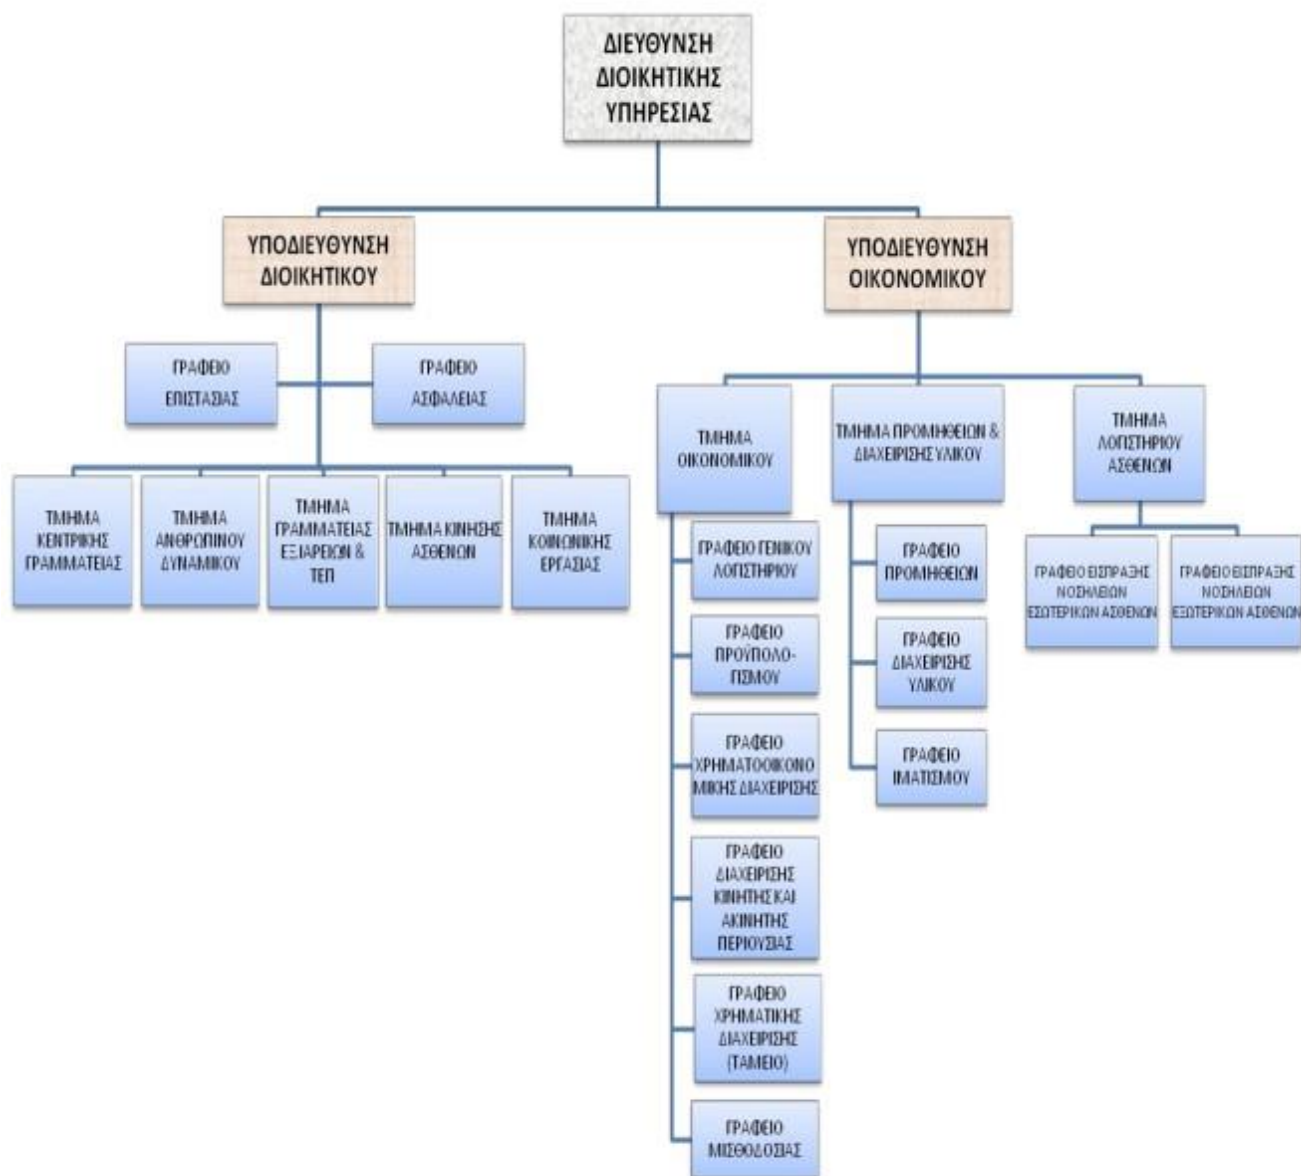 ΔΙΕΥΘΥΝΣΗ
ΔΙΟΙΚΗΤΙΚΗΣ
ΥΠΗΡΕΣΙΑΣ
ΥΠΟΔΙΕΥΘΥΝΣΗ
ΔΙΟΙΚΗΤΙΚΟΥ
ΥΠΟΔΙΕΥΘΥΝΣΗ
ΟΙΚΟΝΟΜΙΚΟΥ
ΓΡΑΦΕΙΟ
ΕΠΙΣΤΑΣΙΑΣ
ΓΡΑΦΕΙΟ
ΑΣΦΑΛΕΙΑΣ
ΤΜΗΜΑ
ΚΕΝΤΡΙΚΗΣ
ΓΡΑΜΜΑΤΕΙΑΣ
ΤΜΗΜΑ
ΑΝΘΡΩΠΙΝΟΥ
ΔΥΝΑΜΙΚΟΥ
ΤΜΗΜΑ
ΓΡΑΜΜΑΤΕΙΑΣ
ΕΞ.ΙΑΡΕΙΩΝ &
ΤΕΠ
ΤΜΗΜΑ ΚΙΝΗΣΗΣ
ΑΣΘΕΝΩΝ
ΤΜΗΜΑ
ΚΟΙΝΩΝΙΚΗΣ
ΕΡΓΑΣΙΑΣ
ΤΜΗΜΑ
ΟΙΚΟΝΟΜΙΚΟΥ
ΤΜΗΜΑ ΠΡΟΜΗΘΕΙΩΝ &
ΔΙΑΧΕΙΡΙΣΗΣ ΥΛΙΚΟΥ
ΤΜΗΜΑ
ΛΟΓΙΣΤΗΡΙΟΥ
ΑΣΘΕΝΩΝ
ΓΡΑΦΕΙΟ ΓΕΝΙΚΟΥ
ΛΟΓΙΣΤΗΡΙΟΥ
ΓΡΑΦΕΙΟ
ΠΡΟΫΠΟΛΟ-
ΓΙΣΜΟΥ
ΓΡΑΦΕΙΟ
ΧΡΗΜΑΤΟΟΙΚΟΝΟ
ΜΙΚΗΣ ΔΙΑΧΕΙΡΙΣΗΣ
ΓΡΑΦΕΙΟ
ΔΙΑΧΕΙΡΙΣΗΣ
ΚΙΝΗΤΗΣ ΚΑΙ
ΑΚΙΝΗΤΗΣ
ΠΕΡΙΟΥΣΙΑΣ
ΓΡΑΦΕΙΟ
ΧΡΗΜΑΤΙΚΗΣ
ΔΙΑΧΕΙΡΙΣΗΣ
(ΤΑΜΕΙΟ)
ΓΡΑΦΕΙΟ
ΜΙΣΘΟΔΟΣΙΑΣ
ΓΡΑΦΕΙΟ
ΠΡΟΜΗΘΕΙΩΝ
ΓΡΑΦΕΙΟ
ΔΙΑΧΕΙΡΙΣΗΣ
ΥΛΙΚΟΥ
ΓΡΑΦΕΙΟ
ΙΜΑΤΙΣΜΟΥ
ΓΡΑΦΕΙΟ ΕΙΣΠΡΑΞΗΣ
ΝΟΣΗΛΕΙΩΝ
ΕΣΩΤΕΡΙΚΩΝ ΑΣΘΕΝΩΝ
ΓΡΑΦΕΙΟ ΕΙΣΠΡΑΞΗΣ
ΝΟΣΗΛΕΙΩΝ
ΕΞΩΤΕΡΙΚΩΝ ΑΣΘΕΝΩΝ